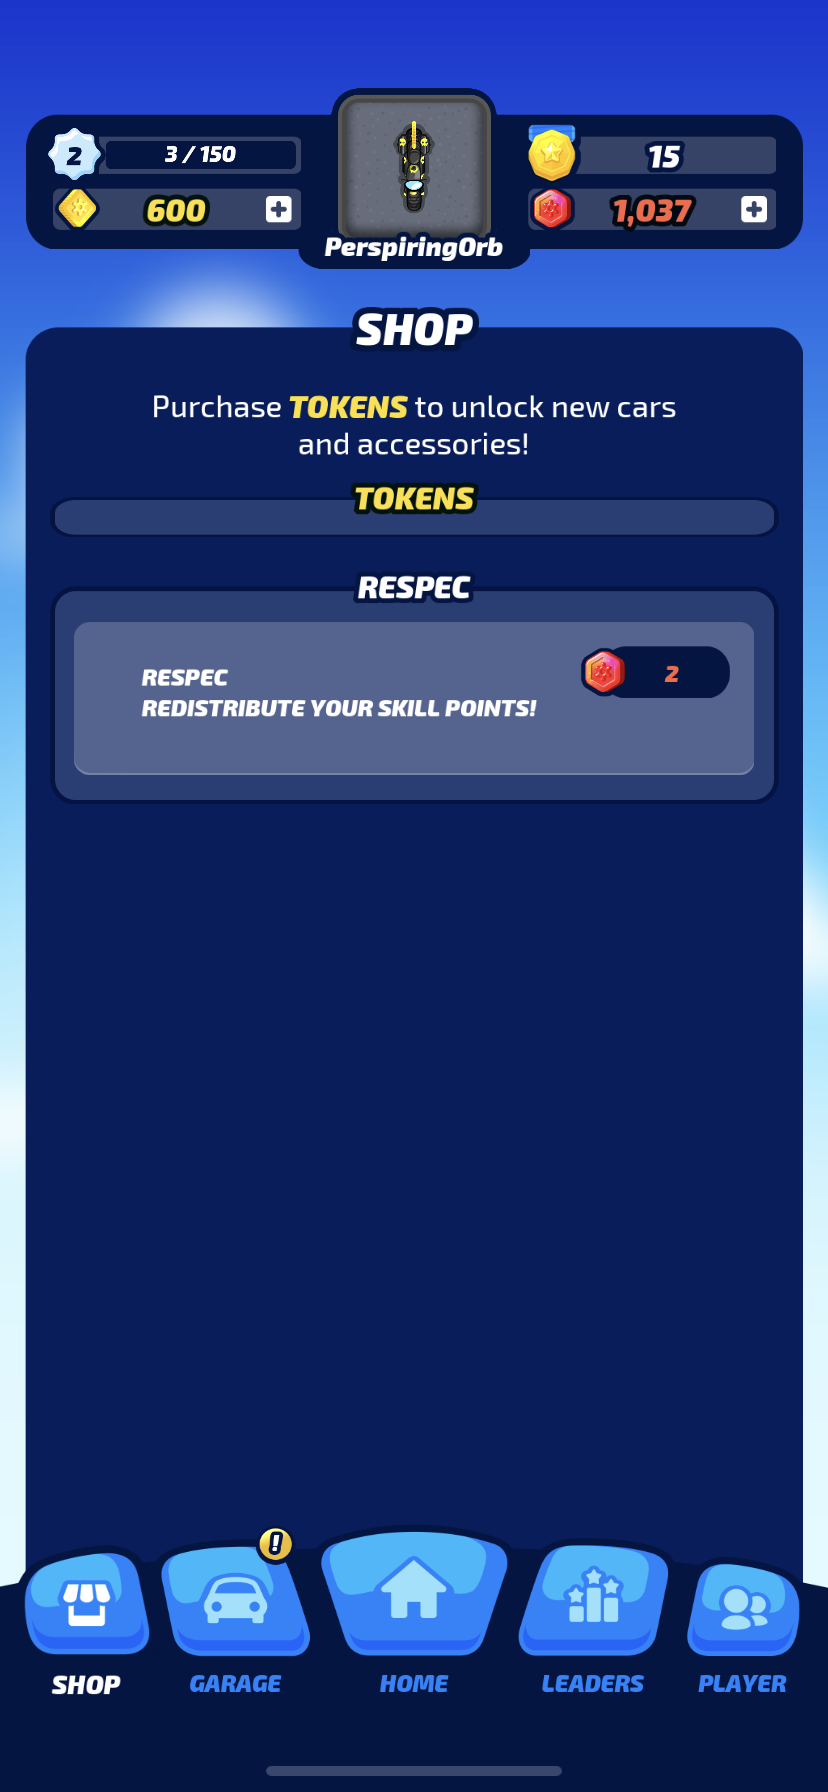 2
3 / 150
15
600
1,037
PerspiringOrb
SHOP
Purchase TOKENS to unlock new cars
and accessories!
TOKENS
RESPEC
RESPEC
2
REDISTRIBUTE YOUR SKILL POINTS!
!
SHOP
GARAGE
HOME
LEADERS
PLAYER